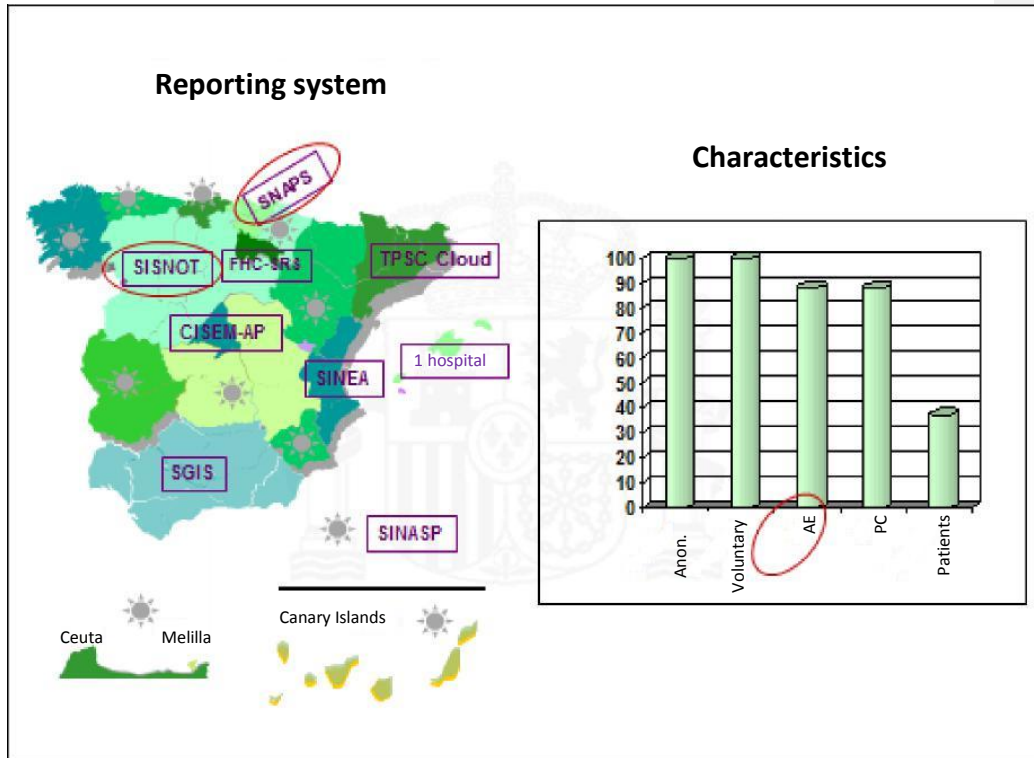 Reporting system
Characteristics
SNAPS
SISNOT
FHC-SRS
TPSC Cloud
CISEM-AP
SINEA
1 hospital
SGIS
SINASP
Ceuta
Melilla
Canary Islands
100
90
80
70
60
50
40
30
20
10
0
Anon.
Voluntary
AE
PC
Patients